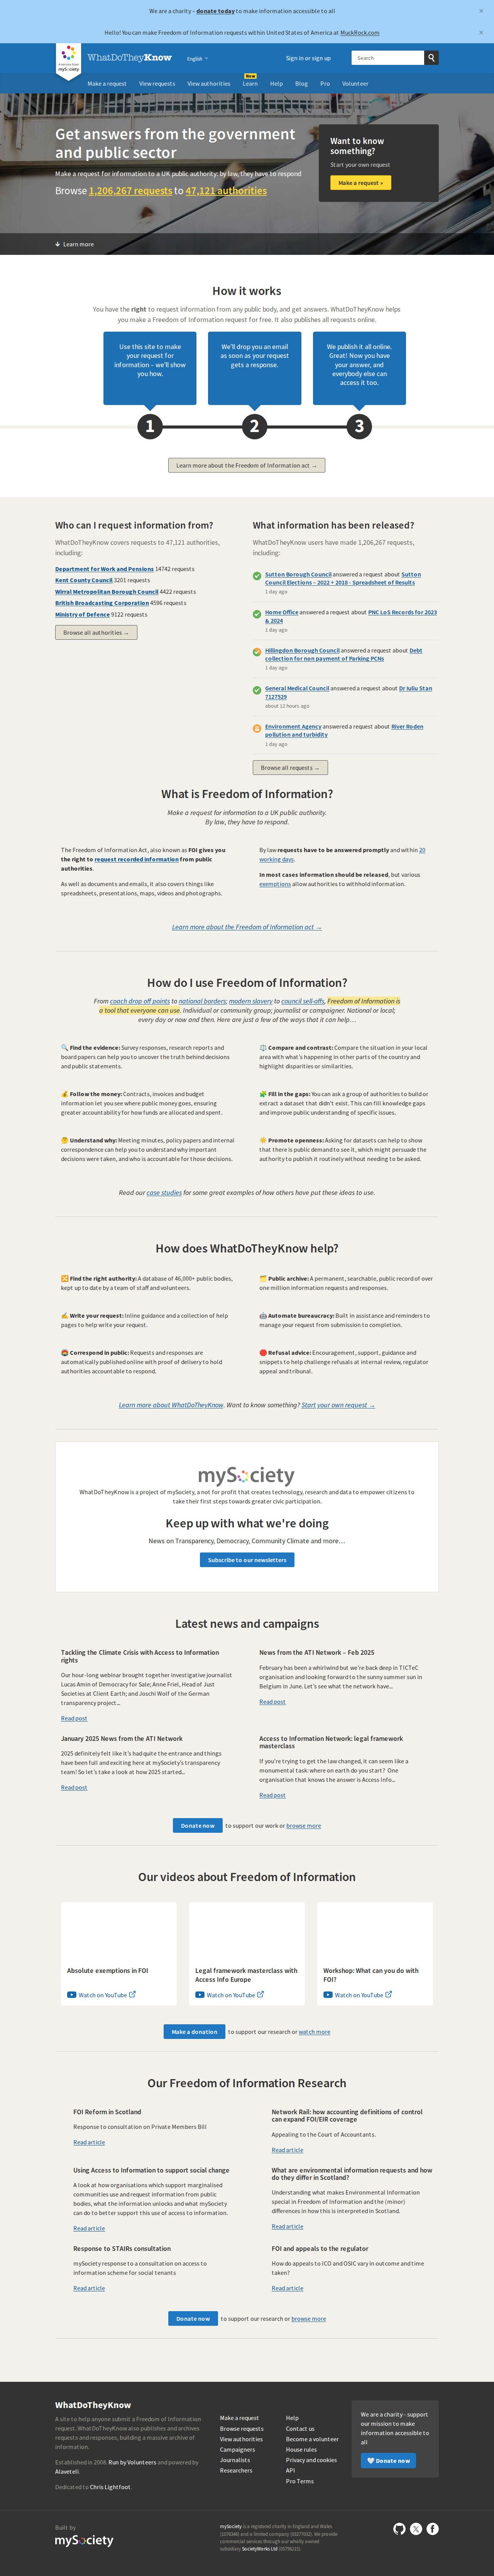 We are a charity – donate today to make information accessible to all
×
Hello! You can make Freedom of Information requests within United States of America at MuckRock.com
×
a service from
mySociety
WhatDoTheyKnow
English
Sign in or sign up
Search
Make a request
View requests
View authorities
New
Learn
Help
Blog
Pro
Volunteer
Get answers from the government
and public sector
Make a request for information to a UK public authority: by law, they have to respond
Browse 1,206,267 requests to 47,121 authorities
Want to know
something?
Start your own request
Make a request »
Learn more
How it works
You have the right to request information from any public body, and get answers. WhatDoTheyKnow helps
you make a Freedom of Information request for free. It also publishes all requests online.
Use this site to make
your request for
information – we'll show
you how.
We'll drop you an email
as soon as your request
gets a response.
We publish it all online.
Great! Now you have
your answer, and
everybody else can
access it too.
1
2
3
Learn more about the Freedom of Information act →
Who can I request information from?
WhatDoTheyKnow covers requests to 47,121 authorities,
including:
Department for Work and Pensions 14742 requests
Kent County Council 3201 requests
Wirral Metropolitan Borough Council 4422 requests
British Broadcasting Corporation 4596 requests
Ministry of Defence 9122 requests
Browse all authorities →
What information has been released?
WhatDoTheyKnow users have made 1,206,267 requests,
including:
Sutton Borough Council answered a request about Sutton
Council Elections - 2022 + 2018 - Spreadsheet of Results
1 day ago
Home Office answered a request about PNC LoS Records for 2023
& 2024
1 day ago
Hillingdon Borough Council answered a request about Debt
collection for non payment of Parking PCNs
1 day ago
General Medical Council answered a request about Dr Iuliu Stan
7127529
about 12 hours ago
Environment Agency answered a request about River Roden
pollution and turbidity
1 day ago
Browse all requests →
What is Freedom of Information?
Make a request for information to a UK public authority.
By law, they have to respond.
The Freedom of Information Act, also known as FOI gives you
the right to request recorded information from public
authorities.
As well as documents and emails, it also covers things like
spreadsheets, presentations, maps, videos and photographs.
By law requests have to be answered promptly and within 20
working days.
In most cases information should be released, but various
exemptions allow authorities to withhold information.
Learn more about the Freedom of Information act →
How do I use Freedom of Information?
From coach drop off points to national borders; modern slavery to council sell-offs, Freedom of Information is
a tool that everyone can use. Individual or community group; journalist or campaigner. National or local;
every day or now and then. Here are just a few of the ways that it can help…
🔍 Find the evidence: Survey responses, research reports and
board papers can help you to uncover the truth behind decisions
and public statements.
⚖️ Compare and contrast: Compare the situation in your local
area with what's happening in other parts of the country and
highlight disparities or similarities.
💰 Follow the money: Contracts, invoices and budget
information let you see where public money goes, ensuring
greater accountability for how funds are allocated and spent.
🧩 Fill in the gaps: You can ask a group of authorities to build or
extract a dataset that didn't exist. This can fill knowledge gaps
and improve public understanding of specific issues.
🤔 Understand why: Meeting minutes, policy papers and internal
correspondence can help you to understand why important
decisions were taken, and who is accountable for those decisions.
☀️ Promote openness: Asking for datasets can help to show
that there is public demand to see it, which might persuade the
authority to publish it routinely without needing to be asked.
Read our case studies for some great examples of how others have put these ideas to use.
How does WhatDoTheyKnow help?
🔀 Find the right authority: A database of 46,000+ public bodies,
kept up to date by a team of staff and volunteers.
🗂️ Public archive: A permanent, searchable, public record of over
one million information requests and responses.
✍️ Write your request: Inline guidance and a collection of help
pages to help write your request.
🤖 Automate bureaucracy: Built in assistance and reminders to
manage your request from submission to completion.
Correspond in public: Requests and responses are
automatically published online with proof of delivery to hold
authorities accountable to respond.
🛑 Refusal advice: Encouragement, support, guidance and
snippets to help challenge refusals at internal review, regulator
appeal and tribunal.
Learn more about WhatDoTheyKnow. Want to know something? Start your own request →
mySociety
WhatDoTheyKnow is a project of mySociety, a not for profit that creates technology, research and data to empower citizens to
take their first steps towards greater civic participation.
Keep up with what we're doing
News on Transparency, Democracy, Community Climate and more…
Subscribe to our newsletters
Latest news and campaigns
Tackling the Climate Crisis with Access to Information
rights
Our hour-long webinar brought together investigative journalist
Lucas Amin of Democracy for Sale; Anne Friel, Head of Just
Societies at Client Earth; and Joschi Wolf of the German
transparency project...
Read post
News from the ATI Network – Feb 2025
February has been a whirlwind but we're back deep in TICTeC
organisation and looking forward to the sunny summer sun in
Belgium in June. Let's see what the network have...
Read post
January 2025 News from the ATI Network
2025 definitely felt like it's had quite the entrance and things
have been full and exciting here at mySociety's transparency
team! So let's take a look at how 2025 started...
Read post
Access to Information Network: legal framework
masterclass
If you're trying to get the law changed, it can seem like a
monumental task: where on earth do you start? One
organisation that knows the answer is Access Info...
Read post
Donate now to support our work or browse more
Our videos about Freedom of Information
Absolute exemptions in FOI
Watch on YouTube
Legal framework masterclass with
Access Info Europe
Watch on YouTube
Workshop: What can you do with
FOI?
Watch on YouTube
Make a donation to support our research or watch more
Our Freedom of Information Research
FOI Reform in Scotland
Response to consultation on Private Members Bill
Read article
Network Rail: how accounting definitions of control
can expand FOI/EIR coverage
Appealing to the Court of Accountants.
Read article
Using Access to Information to support social change
A look at how organisations which support marginalised
communities use and request information from public
bodies, what the information unlocks and what mySociety
can do to better support this use of access to information.
Read article
What are environmental information requests and how
do they differ in Scotland?
Understanding what makes Environmental Information
special in Freedom of Information and the (minor)
differences in how this is interpreted in Scotland.
Read article
Response to STAIRs consultation
mySociety response to a consultation on access to
information scheme for social tenants
Read article
FOI and appeals to the regulator
How do appeals to ICO and OSIC vary in outcome and time
taken?
Read article
Donate now to support our research or browse more
WhatDoTheyKnow
A site to help anyone submit a Freedom of Information
request. WhatDoTheyKnow also publishes and archives
requests and responses, building a massive archive of
information.
Established in 2008. Run by Volunteers and powered by
Alaveteli.
Dedicated to Chris Lightfoot.
Make a request
Browse requests
View authorities
Campaigners
Journalists
Researchers
Help
Contact us
Become a volunteer
House rules
Privacy and cookies
API
Pro Terms
We are a charity - support
our mission to make
information accessible to
all
🤍 Donate now
Built by
mySociety
mySociety is a registered charity in England and Wales
(1076346) and a limited company (03277032). We provide
commercial services through our wholly owned
subsidiary SocietyWorks Ltd (05798215).